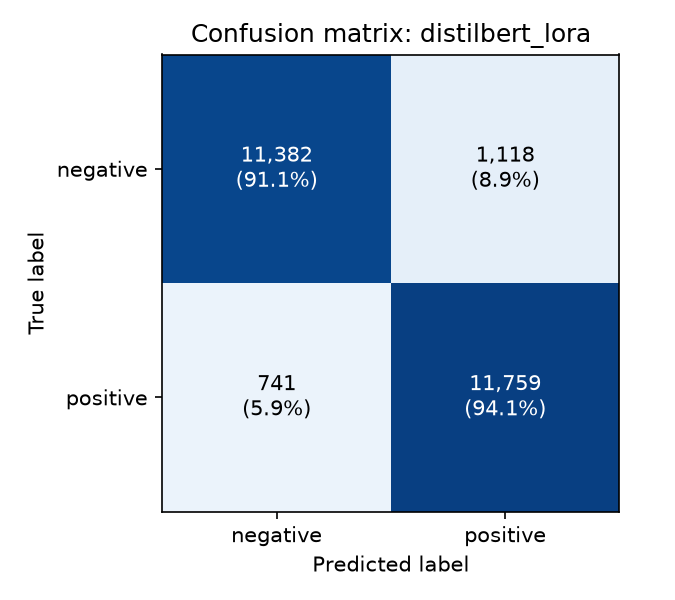 Confusion matrix: distilbert_lora
True label
negative
11,382
(91.1%)
1,118
(8.9%)
positive
741
(5.9%)
11,759
(94.1%)
negative
positive
Predicted label